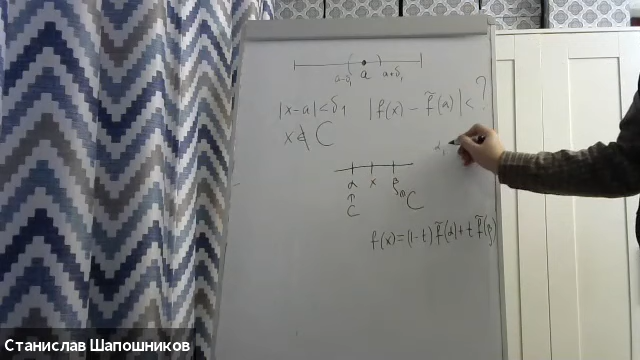 a-δ₁ a a+δ₁
|x-a|<δ₁ |f(x) - f̃(a)| < ?
x ∉ C
α,
α x β
C C
f(x) = (1-t) f̃(α) + t f̃(β)
Станислав Шапошников